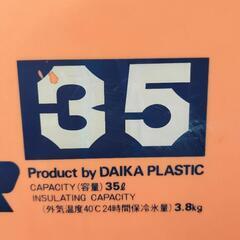 35
Product by DAIKA PLASTIC
CAPACITY (容量) 35ℓ
INSULATING CAPACITY
(外気温度40℃24時間保冷氷量) 3.8kg